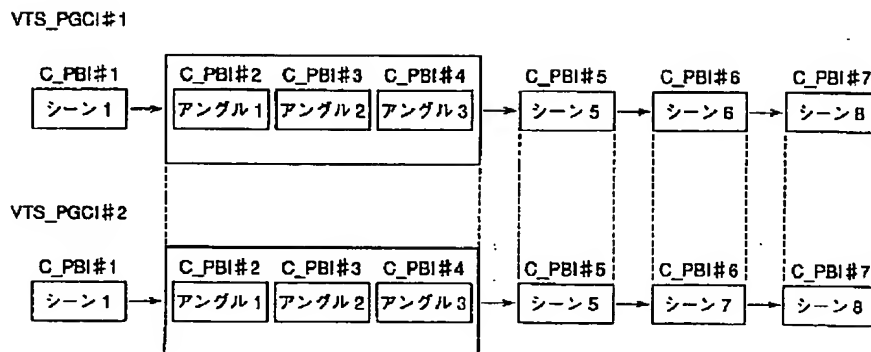 VTS_PGCI#1
C_PBI#1 C_PBI#2 C_PBI#3 C_PBI#4 C_PBI#5 C_PBI#6 C_PBI#7
シーン1 アングル1 アングル2 アングル3 シーン5 シーン6 シーン8
VTS_PGCI#2
C_PBI#1 C_PBI#2 C_PBI#3 C_PBI#4 C_PBI#5 C_PBI#6 C_PBI#7
シーン1 アングル1 アングル2 アングル3 シーン5 シーン7 シーン8